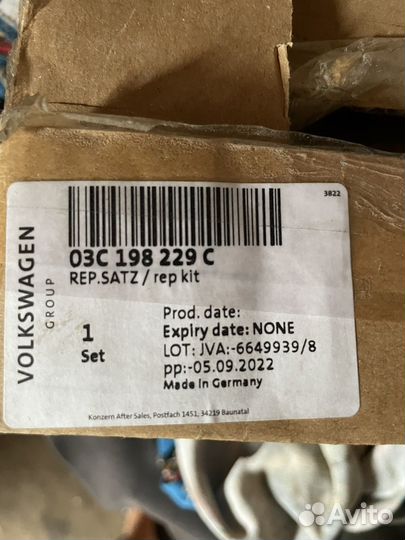 3822
VOLKSWAGEN
GROUP
03C 198 229 C
REP.SATZ / rep kit
1
Set
Prod. date:
Expiry date: NONE
LOT: JVA:-6649939/8
pp:-05.09.2022
Made in Germany
Konzern After Sales, Postfach 1451, 34219 Baunatal
Avito